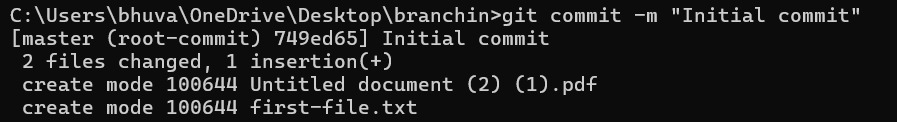 C:\Users\bhuva\OneDrive\Desktop\branchin>git commit -m "Initial commit"
[master (root-commit) 749ed65] Initial commit
 2 files changed, 1 insertion(+)
 create mode 100644 Untitled document (2) (1).pdf
 create mode 100644 first-file.txt